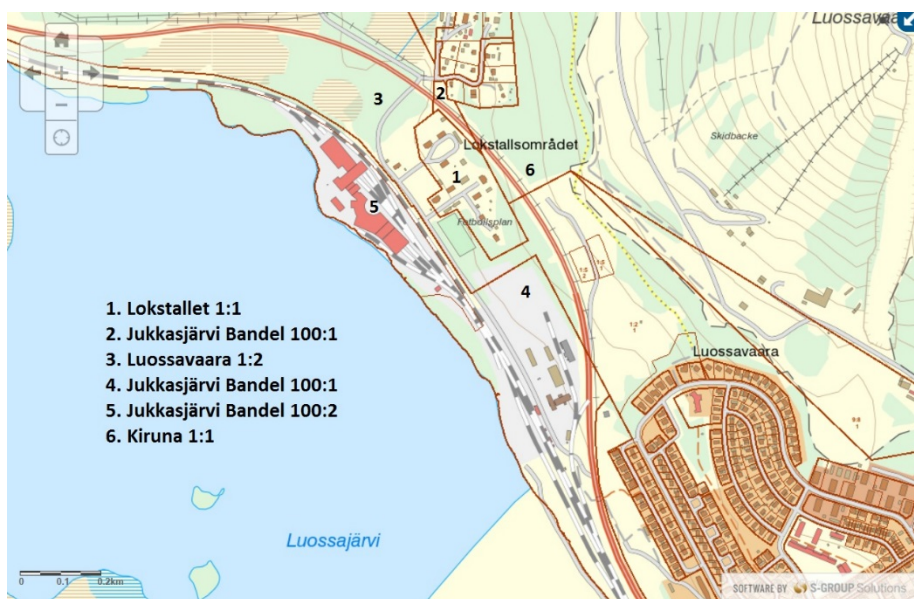 Luossavaara
3
2
Lokstallsområdet
Skidbacke
1
6
5
Fotbollsplan
4
1. Lokstallet 1:1
2. Jukkasjärvi Bandel 100:1
3. Luossavaara 1:2
4. Jukkasjärvi Bandel 100:1
5. Jukkasjärvi Bandel 100:2
6. Kiruna 1:1
Luossavaara
Luossajärvi
0 0.1 0.2km
SOFTWARE BY S-GROUP Solutions